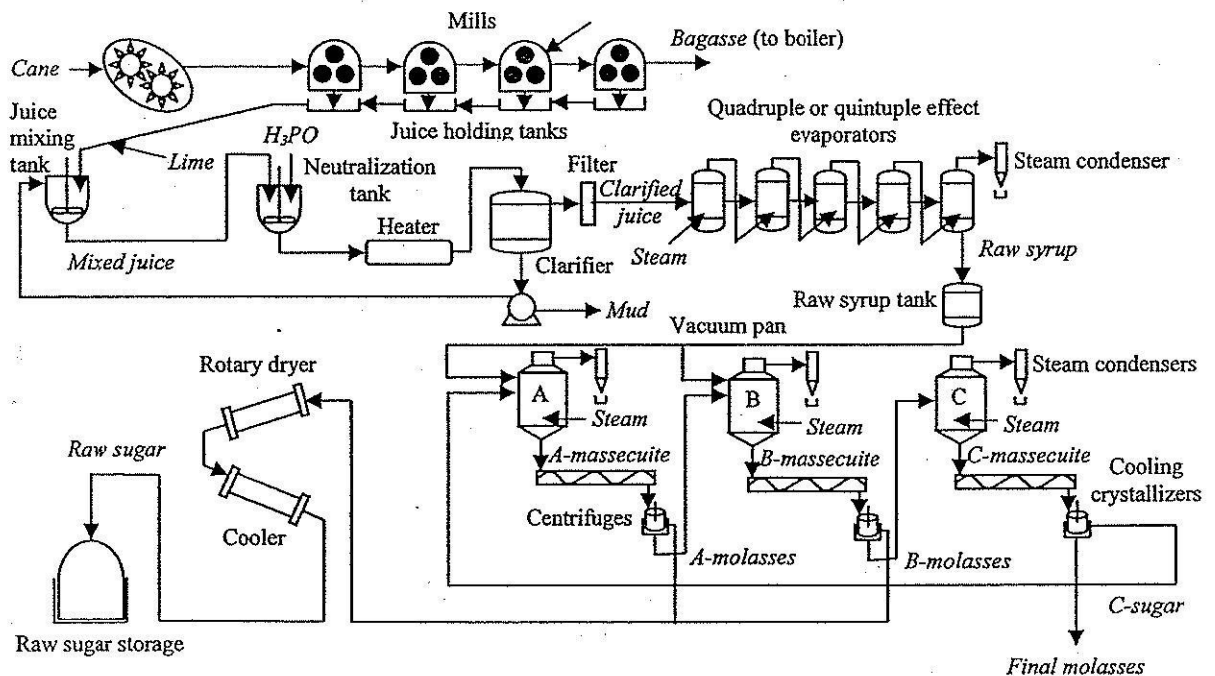 Mills
Bagasse (to boiler)
Cane
Juice
mixing
tank
H₃PO
Lime
Juice holding tanks
Neutralization
tank
Quadruple or quintuple effect
evaporators
Steam condenser
Filter
Clarified
juice
Heater
Mixed juice
Clarifier
Steam
Raw syrup
Mud
Raw syrup tank
Vacuum pan
Rotary dryer
Steam condensers
A
B
C
Steam
Steam
Steam
Raw sugar
A-massecuite
B-massecuite
C-massecuite
Cooling
crystallizers
Centrifuges
Cooler
A-molasses
B-molasses
C-sugar
Raw sugar storage
Final molasses